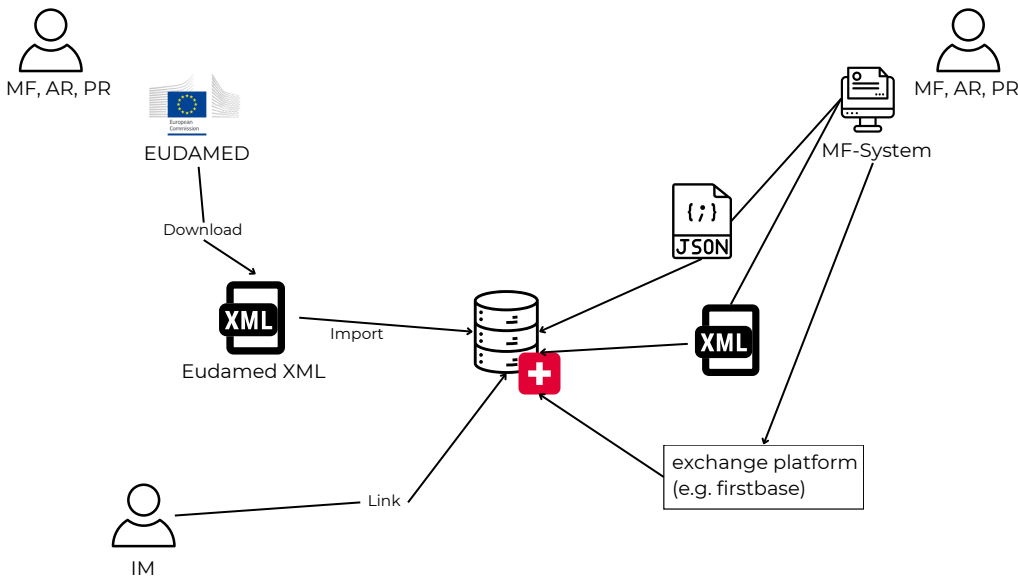 MF, AR, PR
MF, AR, PR
European
Commission
EUDAMED
MF-System
{;}
JSON
Download
XML
Import
XML
Eudamed XML
exchange platform
(e.g. firstbase)
Link
IM